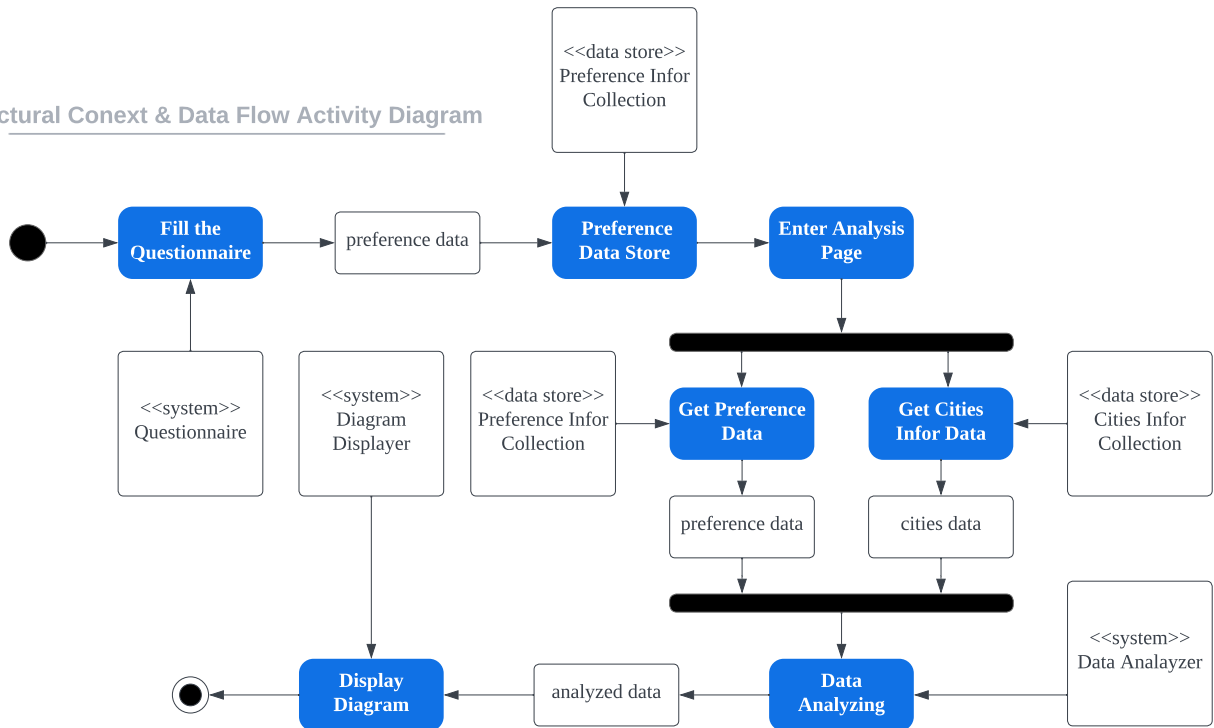 <<data store>>
Preference Infor
Collection
Conext & Data Flow Activity Diagram
Fill the
Questionnaire
preference data
Preference
Data Store
Enter Analysis
Page
<<system>>
Questionnaire
<<system>>
Diagram
Displayer
<<data store>>
Preference Infor
Collection
Get Preference
Data
Get Cities
Infor Data
<<data store>>
Cities Infor
Collection
preference data
cities data
<<system>>
Data Analayzer
Display
Diagram
analyzed data
Data
Analyzing